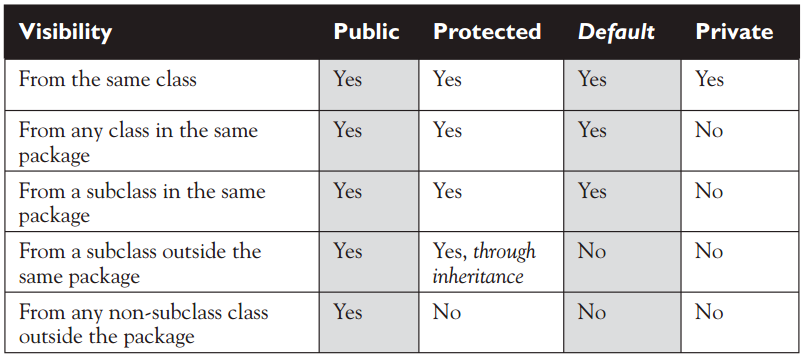 Visibility Public Protected Default Private
From the same class Yes Yes Yes Yes
From any class in the same Yes Yes Yes No
package
From a subclass in the same Yes Yes Yes No
package
From a subclass outside the Yes Yes, through No No
same package inheritance
From any non-subclass class Yes No No No
outside the package